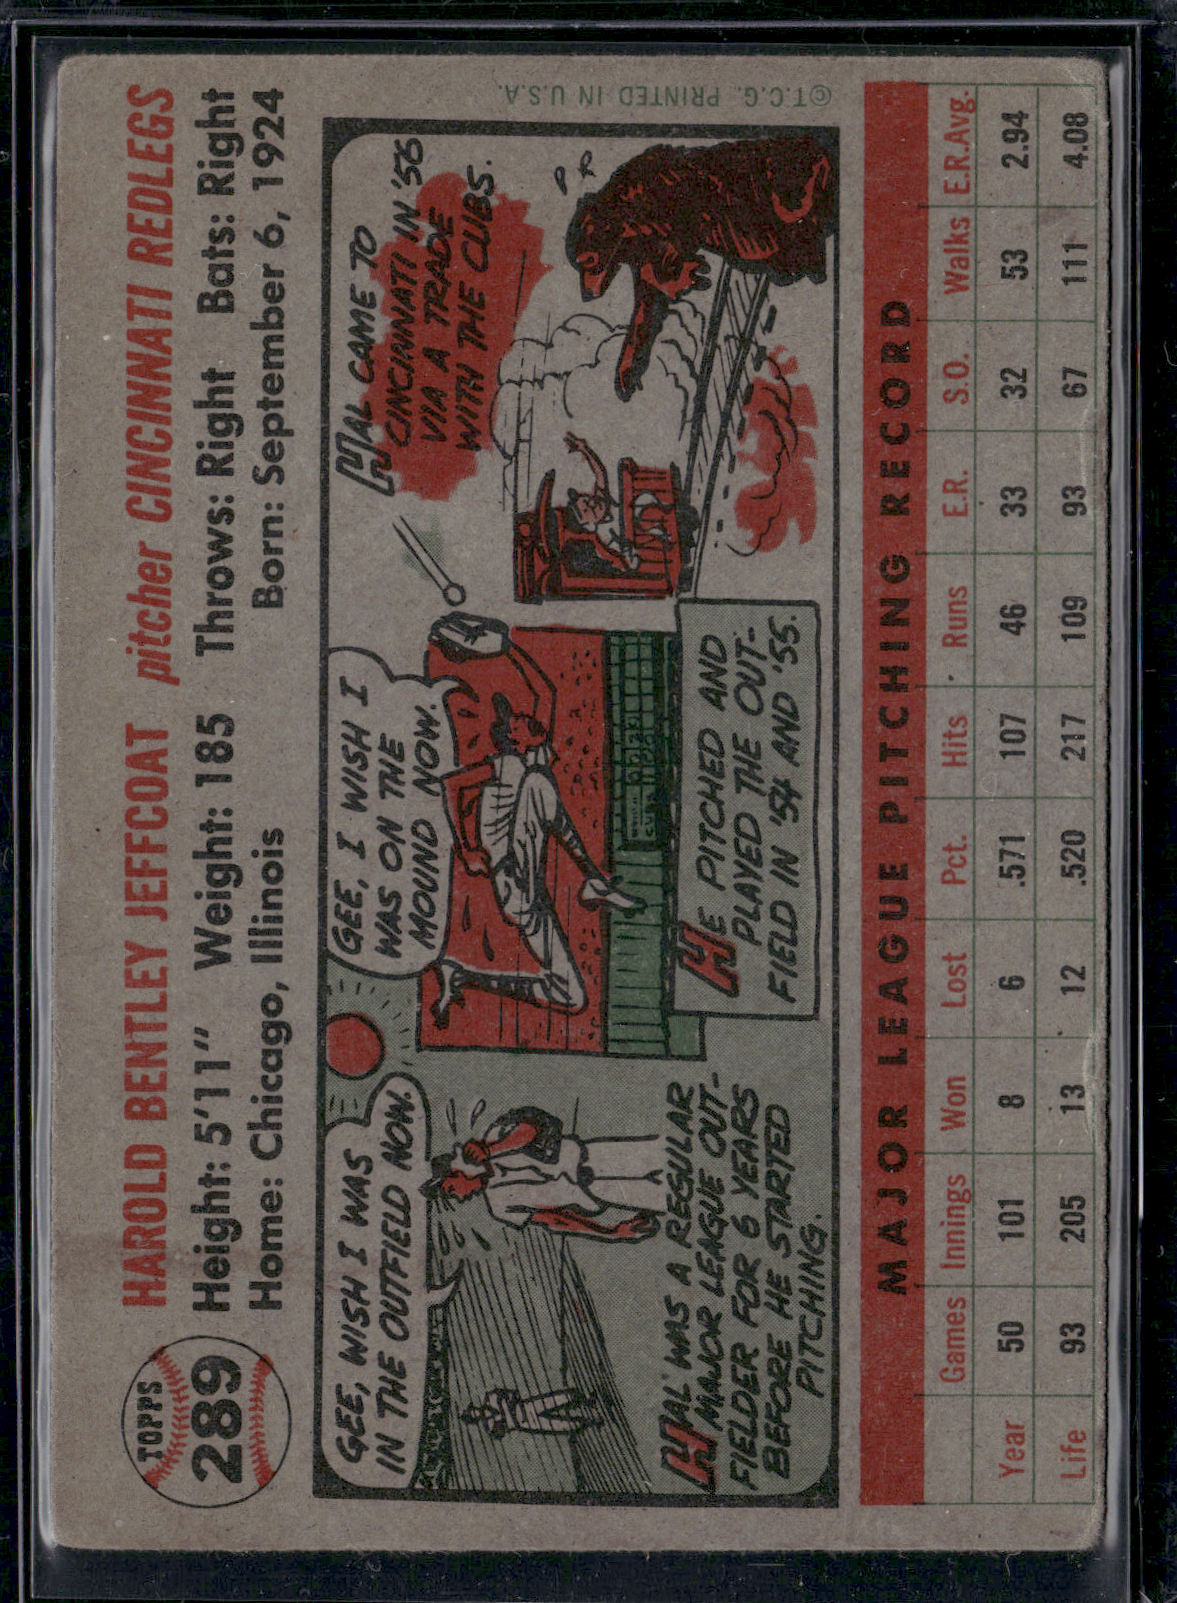 TOPPS
289
HAROLD BENTLEY JEFFCOAT pitcher CINCINNATI REDLEGS
Height: 5'11" Weight: 185 Throws: Right Bats: Right
Home: Chicago, Illinois Born: September 6, 1924
GEE, WISH I WAS
IN THE OUTFIELD NOW.
HAL WAS A REGULAR
MAJOR LEAGUE OUT-
FIELDER FOR 6 YEARS
BEFORE HE STARTED
PITCHING.
GEE, I WISH I
WAS ON THE
MOUND NOW.
HE PITCHED AND
PLAYED THE OUT-
FIELD IN '54 AND '55.
HAL CAME TO
CINCINNATI IN '56
VIA A TRADE
WITH THE CUBS.
©T.C.G. PRINTED IN U.S.A.
MAJOR LEAGUE PITCHING RECORD
Games Innings Won Lost Pct. Hits Runs E.R. S.O. Walks E.R.Avg.
Year 50 101 8 6 .571 107 46 33 32 53 2.94
Life 93 205 13 12 .520 217 109 93 67 111 4.08